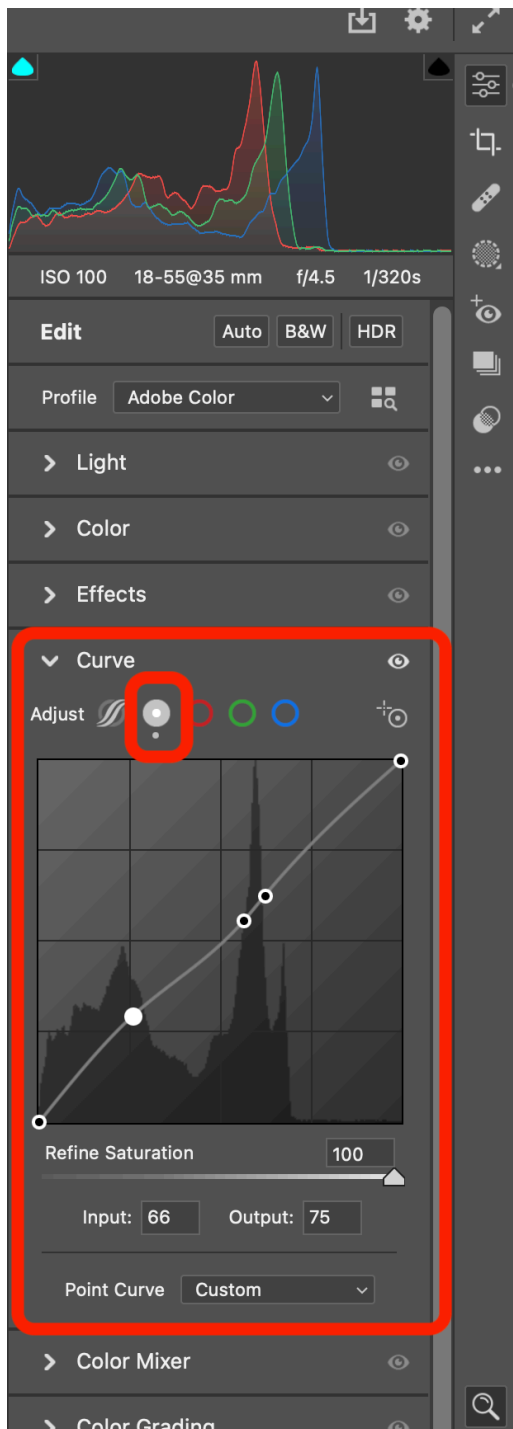 ISO 100 18-55@35 mm f/4.5 1/320s
Edit Auto B&W HDR
Profile Adobe Color
Light
Color
Effects
Curve
Adjust
Refine Saturation 100
Input: 66 Output: 75
Point Curve Custom
Color Mixer
Color Grading